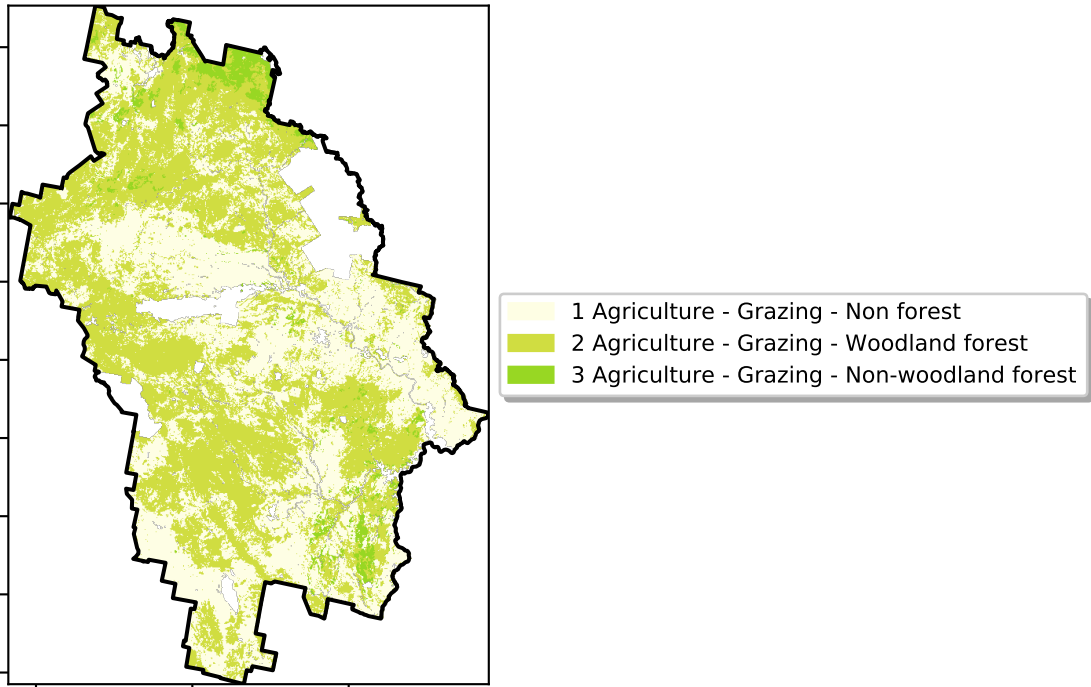 1 Agriculture - Grazing - Non forest
2 Agriculture - Grazing - Woodland forest
3 Agriculture - Grazing - Non-woodland forest